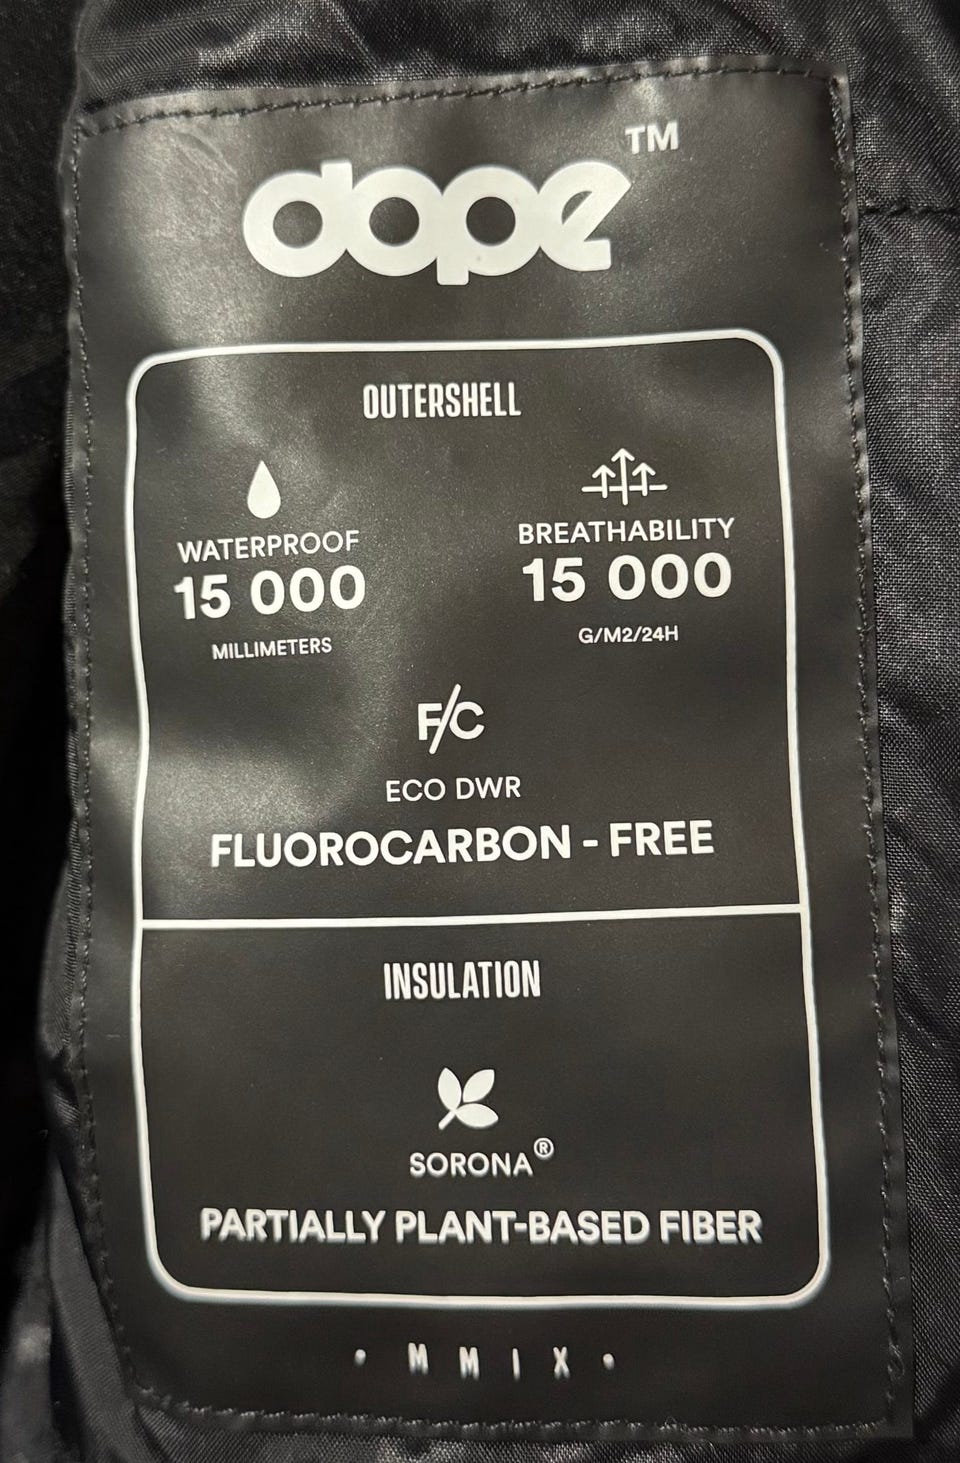 dope™
OUTERSHELL
WATERPROOF
15 000
MILLIMETERS
BREATHABILITY
15 000
G/M2/24H
F/C
ECO DWR
FLUOROCARBON - FREE
INSULATION
SORONA®
PARTIALLY PLANT-BASED FIBER
• M M I X •